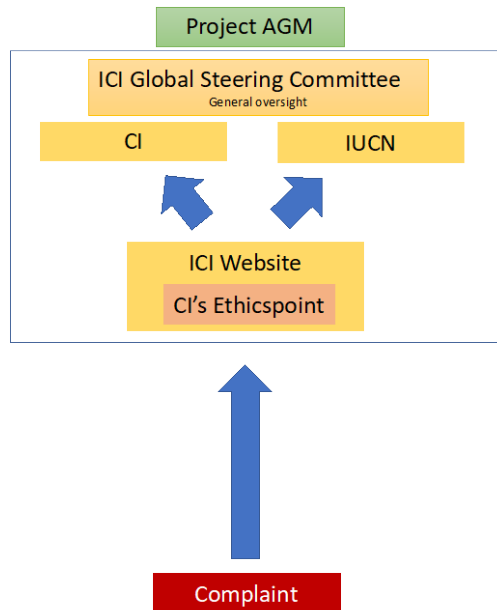 Project AGM
ICI Global Steering Committee
General oversight
CI
IUCN
ICI Website
CI's Ethicspoint
Complaint